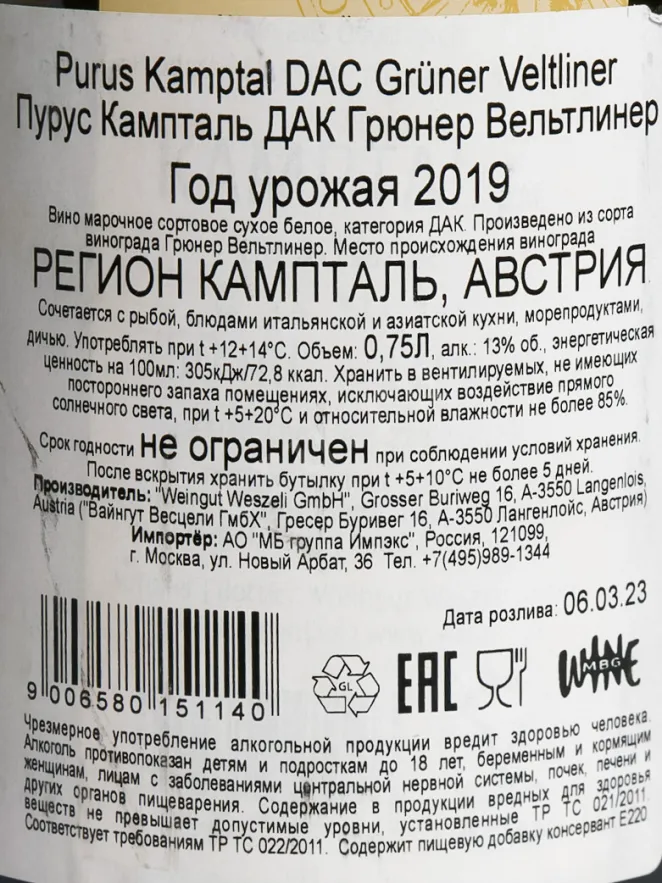 Purus Kamptal DAC Grüner Veltliner
Пурус Кампталь ДАК Грюнер Вельтлинер
Год урожая 2019
Вино марочное сортовое сухое белое, категория ДАК. Произведено из сорта
винограда Грюнер Вельтлинер. Место происхождения винограда
РЕГИОН КАМПТАЛЬ, АВСТРИЯ.
Сочетается с рыбой, блюдами итальянской и азиатской кухни, морепродуктами,
дичью. Употреблять при t +12+14°C. Объем: 0,75Л, алк.: 13% об., энергетическая
ценность на 100мл: 305кДж/72,8 ккал. Хранить в вентилируемых, не имеющих
постороннего запаха помещениях, исключающих воздействие прямого
солнечного света, при t +5+20°C и относительной влажности не более 85%.
Срок годности не ограничен при соблюдении условий хранения.
После вскрытия хранить бутылку при t +5+10°C не более 5 дней.
Производитель: "Weingut Weszeli GmbH", Grosser Buriweg 16, A-3550 Langenlois,
Austria ("Вайнгут Весцели ГмбХ", Гресер Буривег 16, А-3550 Лангенлойс, Австрия)
Импортёр: АО "МБ группа Импэкс", Россия, 121099,
г. Москва, ул. Новый Арбат, 36 Тел. +7(495)989-1344
Дата розлива: 06.03.23
GL
EAC
WINE
MBG
9 006580 151140
Чрезмерное употребление алкогольной продукции вредит здоровью человека.
Алкоголь противопоказан детям и подросткам до 18 лет, беременным и кормящим
женщинам, лицам с заболеваниями центральной нервной системы, почек, печени и
других органов пищеварения. Содержание в продукции вредных для здоровья
веществ не превышает допустимые уровни, установленные ТР ТС 021/2011.
Соответствует требованиям ТР ТС 022/2011. Содержит пищевую добавку консервант Е220